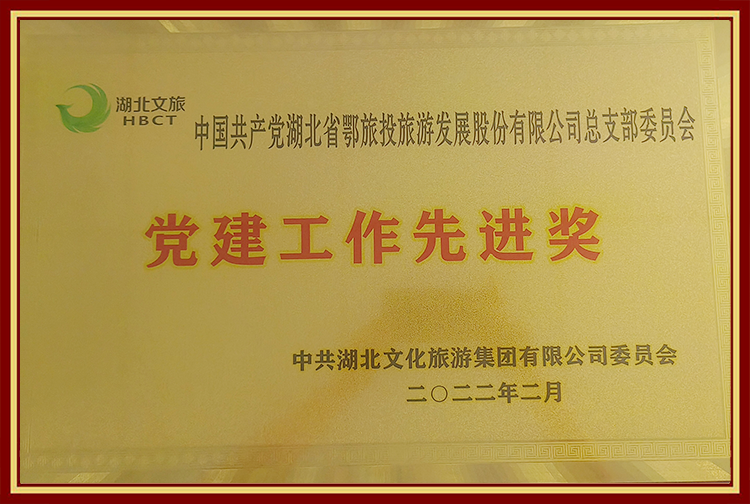 湖北文旅
HBCT
中国共产党湖北省鄂旅投旅游发展股份有限公司总支部委员会
党建工作先进奖
中共湖北文化旅游集团有限公司委员会
二〇二二年二月